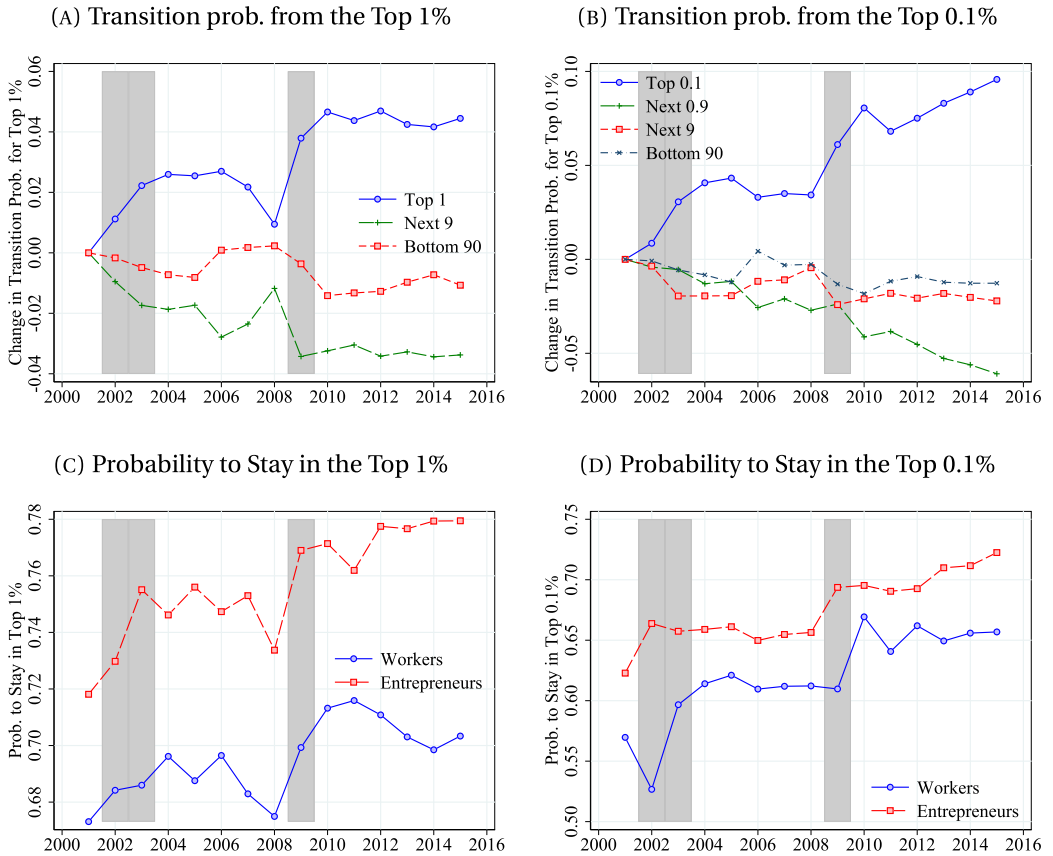 (A) Transition prob. from the Top 1%
Change in Transition Prob. for Top 1%
0.06
0.04
0.02
0.00
-0.02
-0.04
Top 1
Next 9
Bottom 90
2000 2002 2004 2006 2008 2010 2012 2014 2016
(B) Transition prob. from the Top 0.1%
Change in Transition Prob. for Top 0.1%
0.10
0.05
0.00
-0.05
Top 0.1
Next 0.9
Next 9
Bottom 90
2000 2002 2004 2006 2008 2010 2012 2014 2016
(C) Probability to Stay in the Top 1%
Prob. to Stay in Top 1%
0.78
0.76
0.74
0.72
0.70
0.68
Workers
Entrepreneurs
2000 2002 2004 2006 2008 2010 2012 2014 2016
(D) Probability to Stay in the Top 0.1%
Prob. to Stay in Top 0.1%
0.75
0.70
0.65
0.60
0.55
0.50
Workers
Entrepreneurs
2000 2002 2004 2006 2008 2010 2012 2014 2016